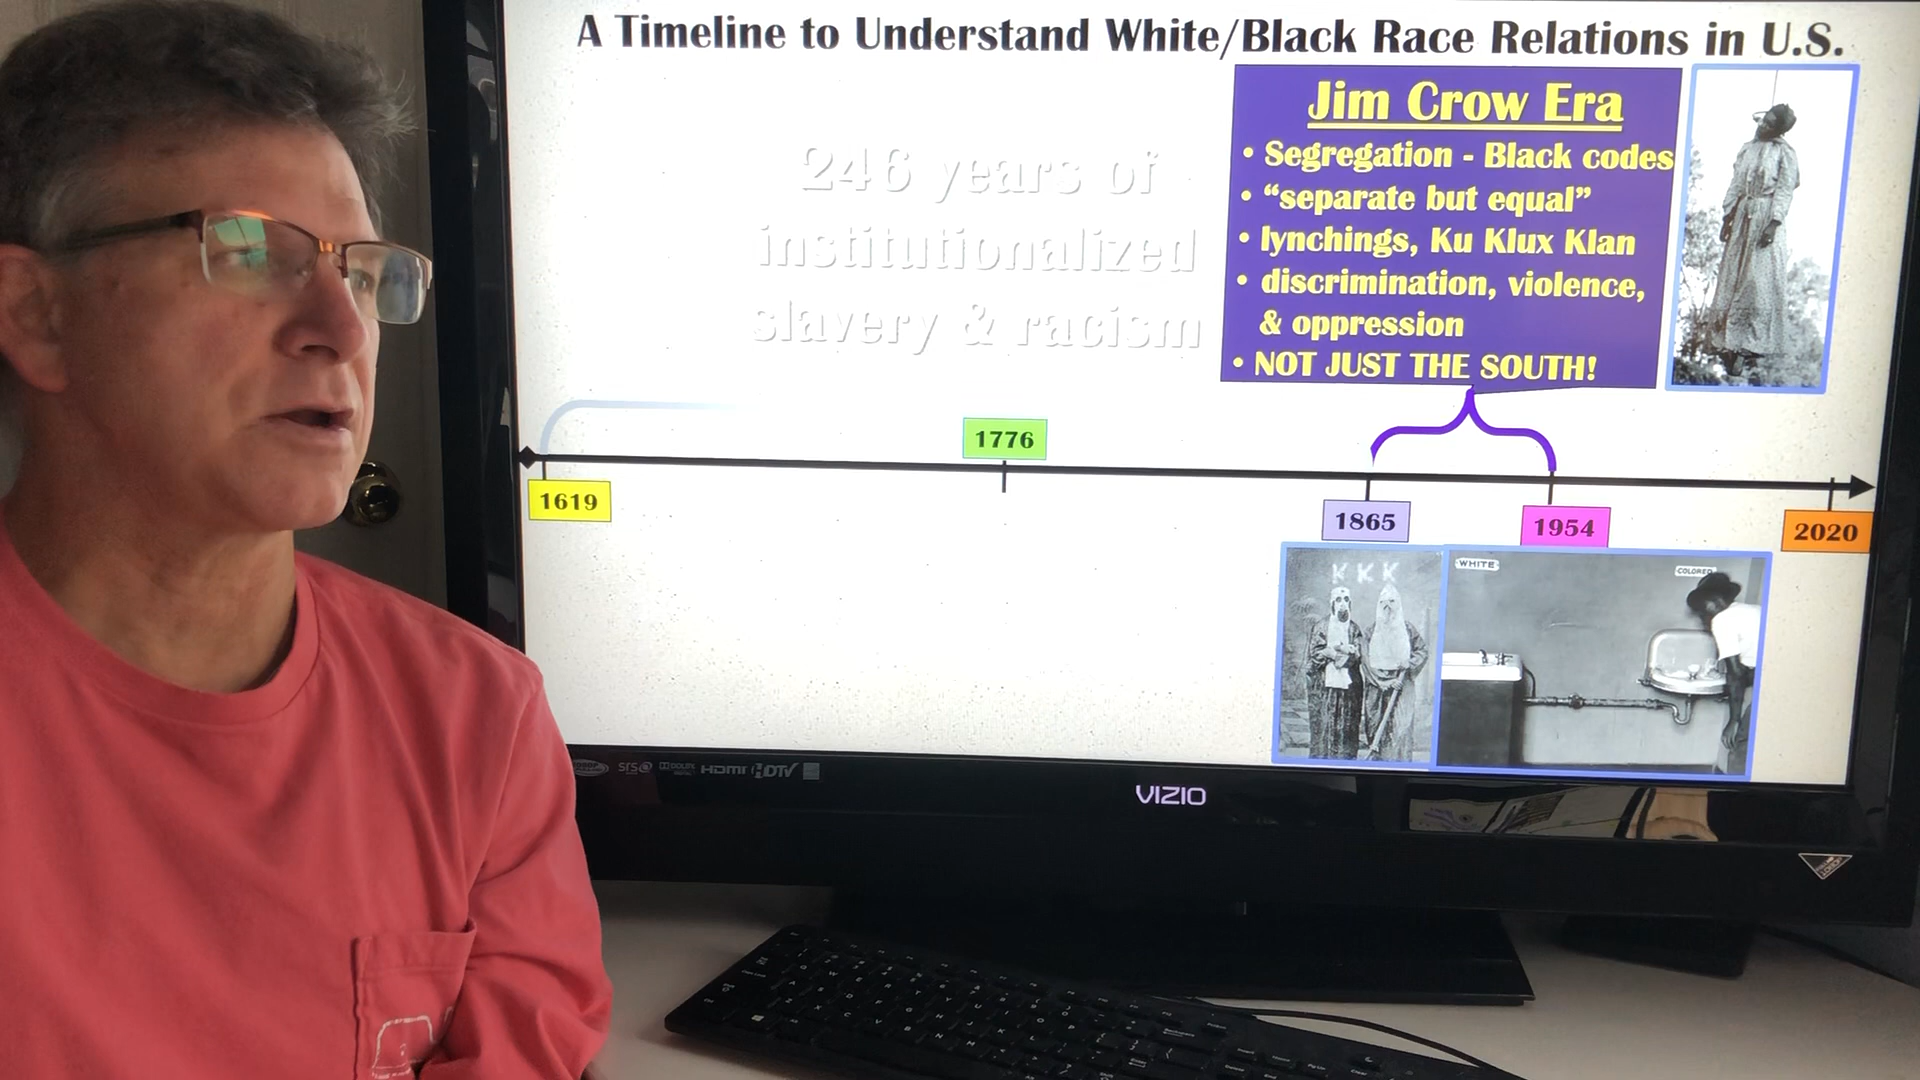 A Timeline to Understand White/Black Race Relations in U.S.
246 years of
institutionalized
slavery & racism
Jim Crow Era
• Segregation - Black codes
• “separate but equal”
• lynchings, Ku Klux Klan
• discrimination, violence,
& oppression
• NOT JUST THE SOUTH!
1776
1619
1865
1954
2020
K K K
WHITE
COLORED
SRS DOLBY HDMI HDTV
VIZIO